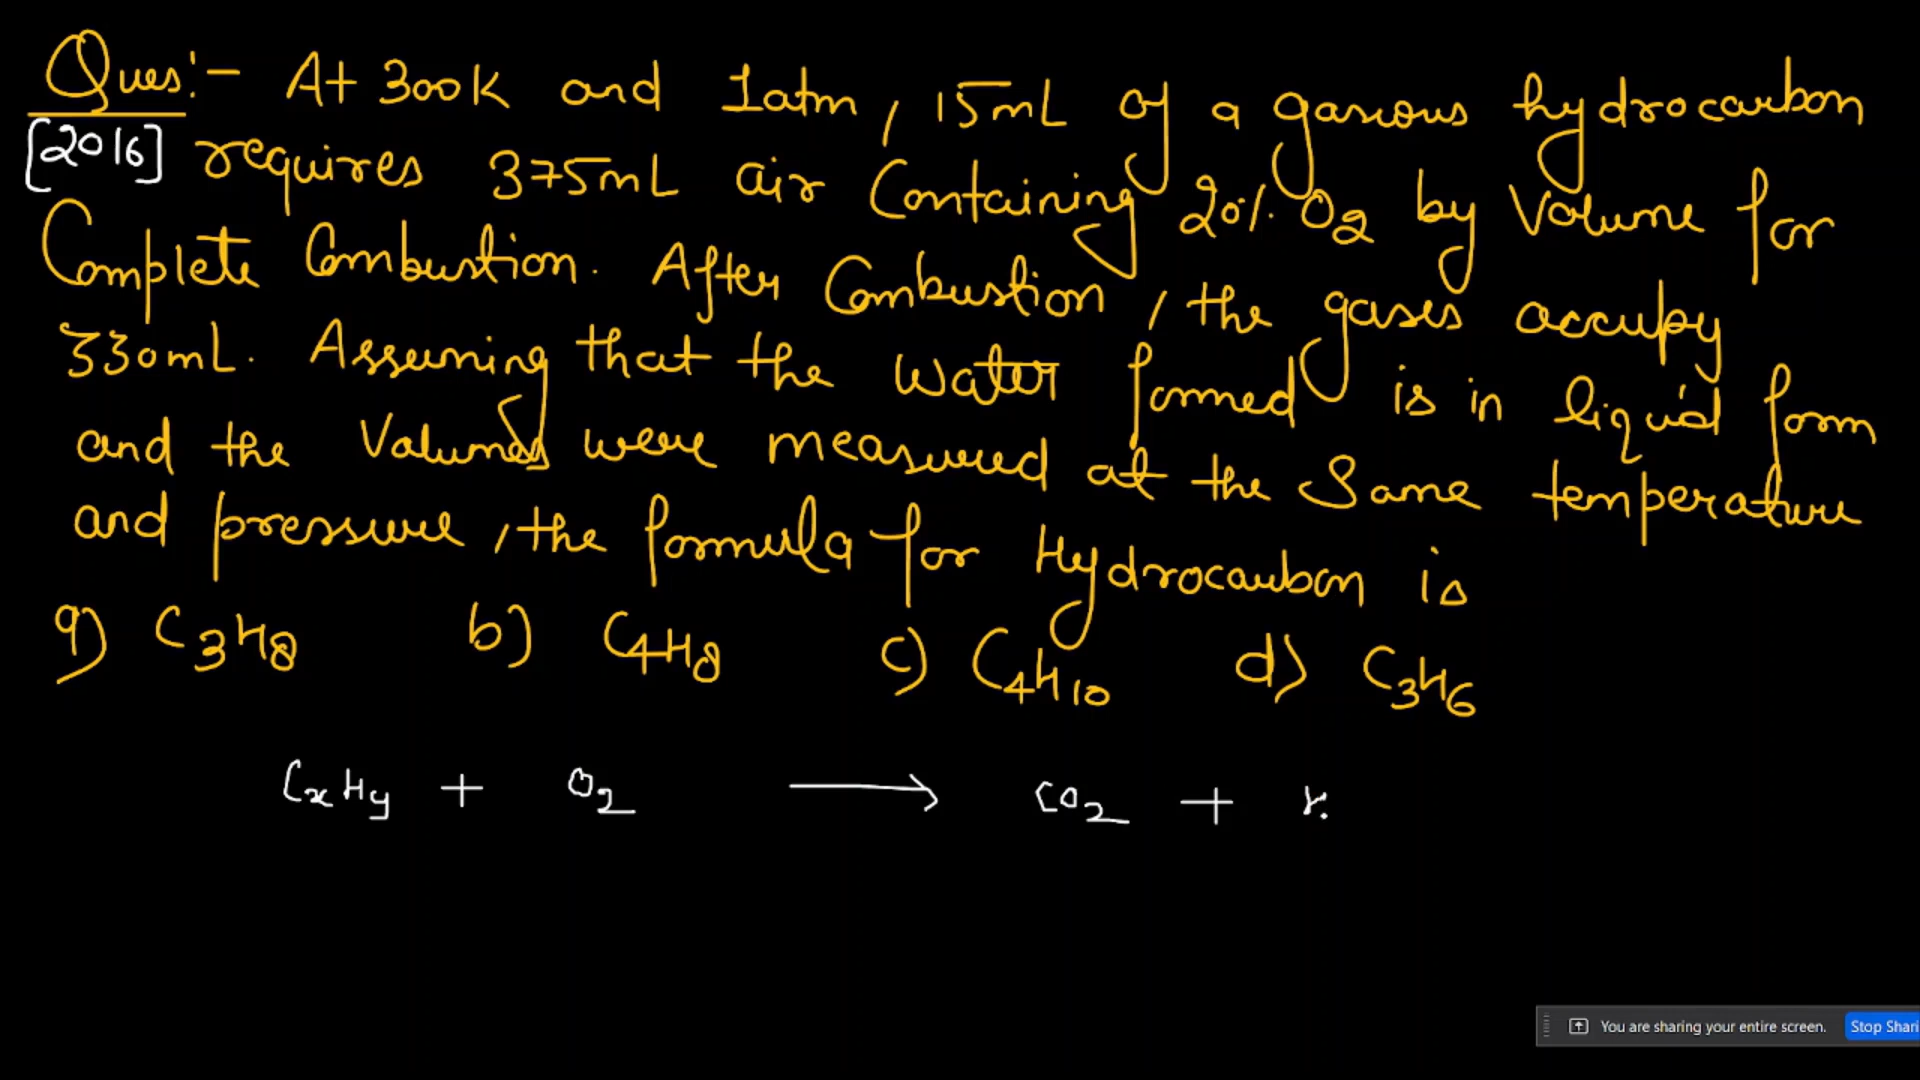 Ques:- At 300K and 1atm, 15mL of a gaseous hydrocarbon
[2016] requires 375mL air Containing 20% O2 by Volume for
Complete Combustion. After Combustion, the gases occupy
330mL. Assuming that the water formed is in liquid form
and the Volumes were measured at the Same temperature
and pressure, the formula for Hydrocarbon is
a) C3H8 b) C4H8 c) C4H10 d) C3H6
CxHy + O2 ⟶ CO2 +
You are sharing your entire screen. Stop Shari